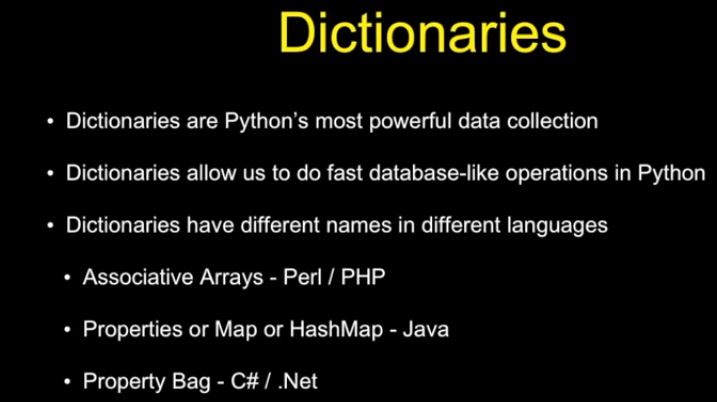 Dictionaries
• Dictionaries are Python's most powerful data collection
• Dictionaries allow us to do fast database-like operations in Python
• Dictionaries have different names in different languages
• Associative Arrays - Perl / PHP
• Properties or Map or HashMap - Java
• Property Bag - C# / .Net